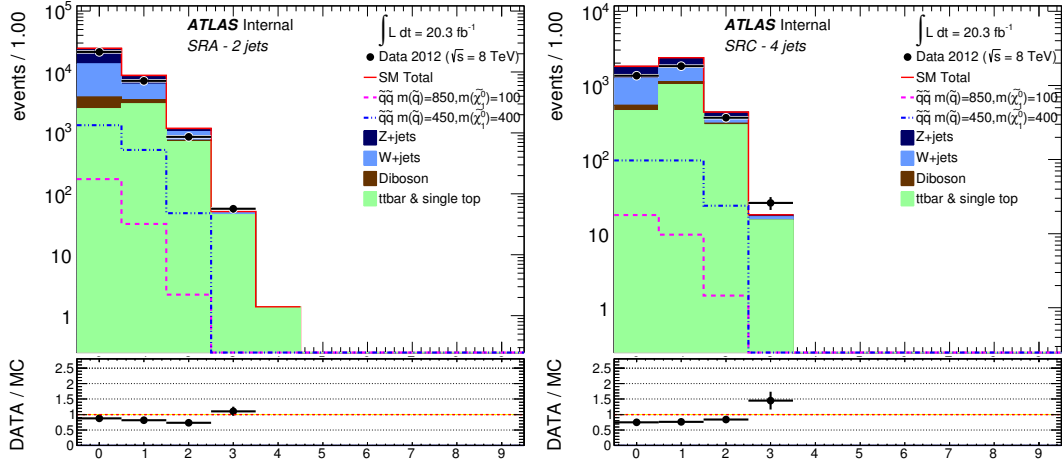 ATLAS Internal
SRA - 2 jets
∫ L dt = 20.3 fb⁻¹
Data 2012 (√s = 8 TeV)
SM Total
q̃q̃ m(q̃)=850,m(χ̃₁⁰)=100
q̃q̃ m(q̃)=450,m(χ̃₁⁰)=400
Z+jets
W+jets
Diboson
ttbar & single top
events / 1.00
10⁵
10⁴
10³
10²
10
1
DATA / MC
2.5
2
1.5
1
0.5
0
0 1 2 3 4 5 6 7 8 9
ATLAS Internal
SRC - 4 jets
∫ L dt = 20.3 fb⁻¹
Data 2012 (√s = 8 TeV)
SM Total
q̃q̃ m(q̃)=850,m(χ̃₁⁰)=100
q̃q̃ m(q̃)=450,m(χ̃₁⁰)=400
Z+jets
W+jets
Diboson
ttbar & single top
events / 1.00
10⁴
10³
10²
10
1
DATA / MC
2.5
2
1.5
1
0.5
0
0 1 2 3 4 5 6 7 8 9